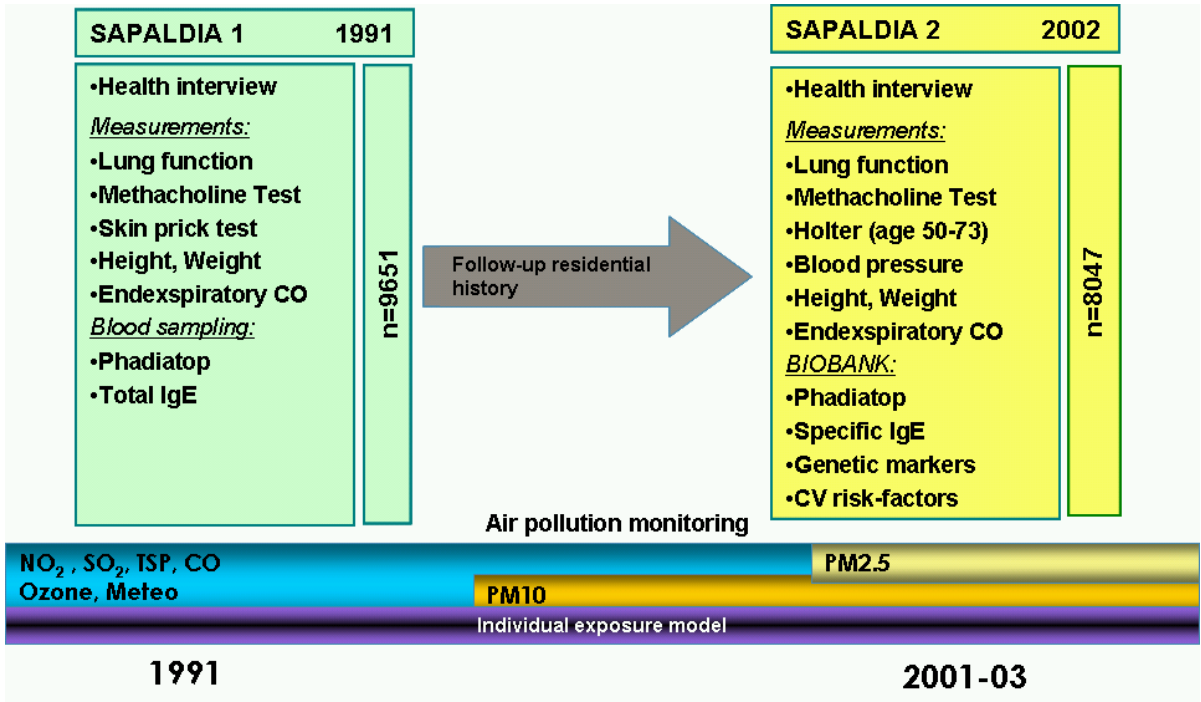 SAPALDIA 1 1991
•Health interview
Measurements:
•Lung function
•Methacholine Test
•Skin prick test
•Height, Weight
•Endexspiratory CO
Blood sampling:
•Phadiatop
•Total IgE
n=9651
Follow-up residential
history
SAPALDIA 2 2002
•Health interview
Measurements:
•Lung function
•Methacholine Test
•Holter (age 50-73)
•Blood pressure
•Height, Weight
•Endexspiratory CO
BIOBANK:
•Phadiatop
•Specific IgE
•Genetic markers
•CV risk-factors
n=8047
Air pollution monitoring
NO₂ , SO₂, TSP, CO
Ozone, Meteo
PM2.5
PM10
Individual exposure model
1991
2001-03